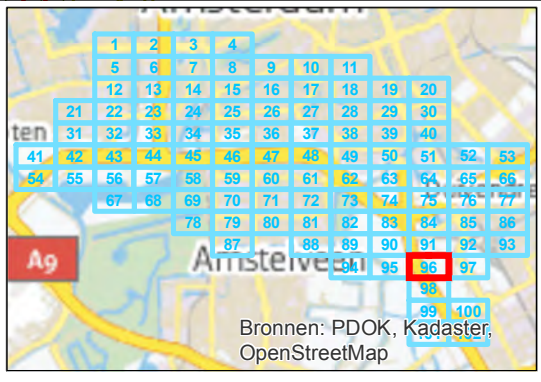 Amsterdam
1 2 3 4
5 6 7 8 9 10 11
12 13 14 15 16 17 18 19 20
21 22 23 24 25 26 27 28 29 30
ten 31 32 33 34 35 36 37 38 39 40
41 42 43 44 45 46 47 48 49 50 51 52 53
54 55 56 57 58 59 60 61 62 63 64 65 66
67 68 69 70 71 72 73 74 75 76 77
78 79 80 81 82 83 84 85 86
87 88 89 90 91 92 93
A9 Amstelveen 94 95 96 97
98
99 100
Bronnen: PDOK, Kadaster,
OpenStreetMap